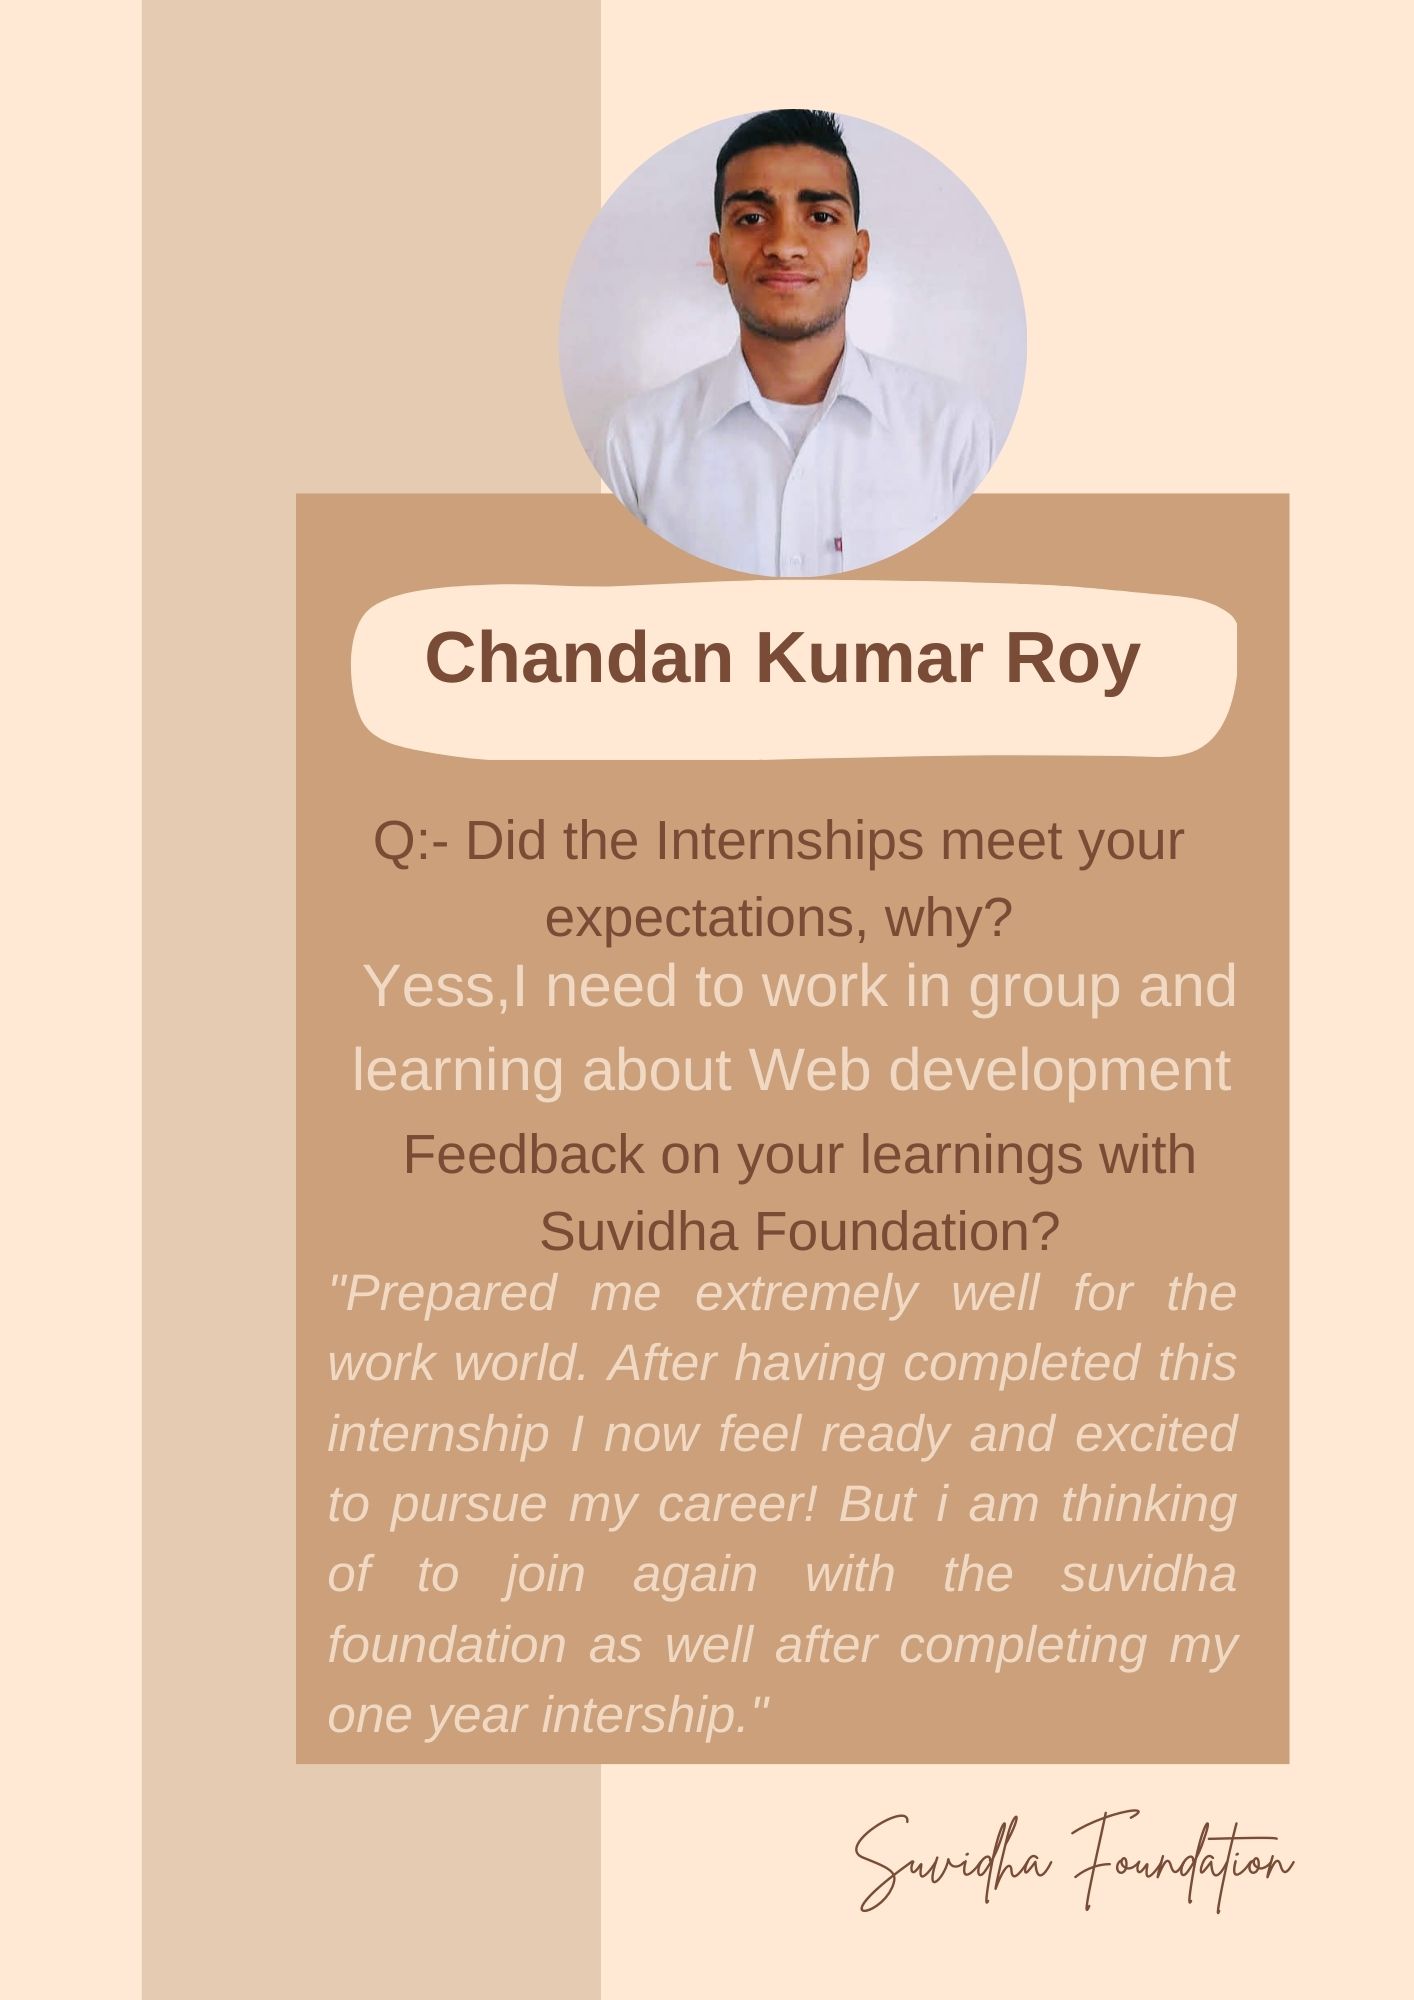 Chandan Kumar Roy
Q:- Did the Internships meet your
expectations, why?
Yess,I need to work in group and
learning about Web development
Feedback on your learnings with
Suvidha Foundation?
"Prepared me extremely well for the
work world. After having completed this
internship I now feel ready and excited
to pursue my career! But i am thinking
of to join again with the suvidha
foundation as well after completing my
one year intership."
Suvidha Foundation